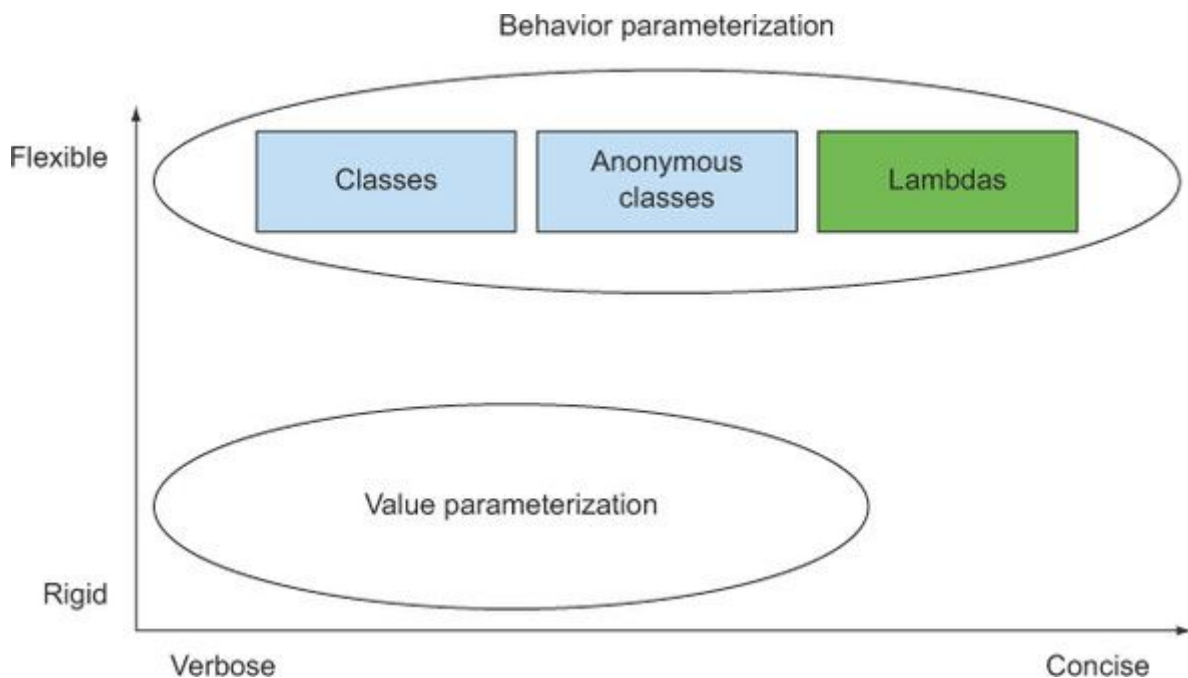 Behavior parameterization
Flexible
Classes
Anonymous
classes
Lambdas
Value parameterization
Rigid
Verbose
Concise